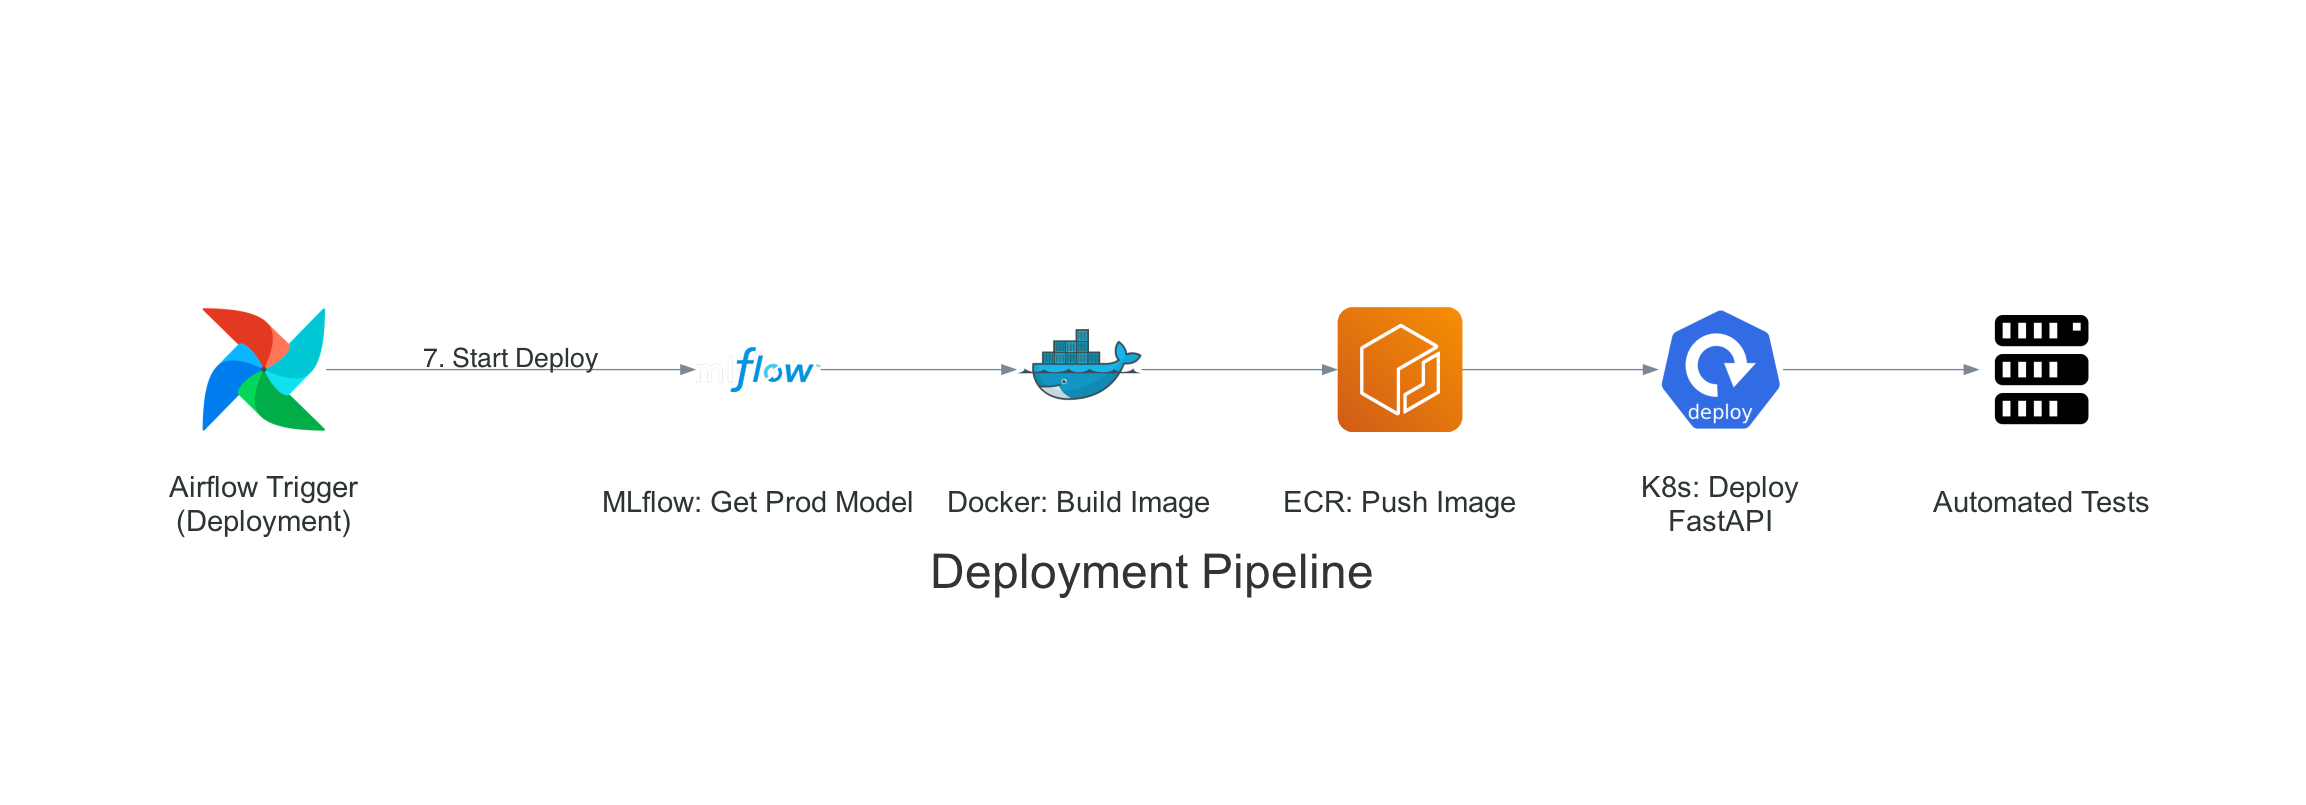 7. Start Deploy
mlflow
deploy
Airflow Trigger
(Deployment)
MLflow: Get Prod Model
Docker: Build Image
ECR: Push Image
K8s: Deploy
FastAPI
Automated Tests
Deployment Pipeline